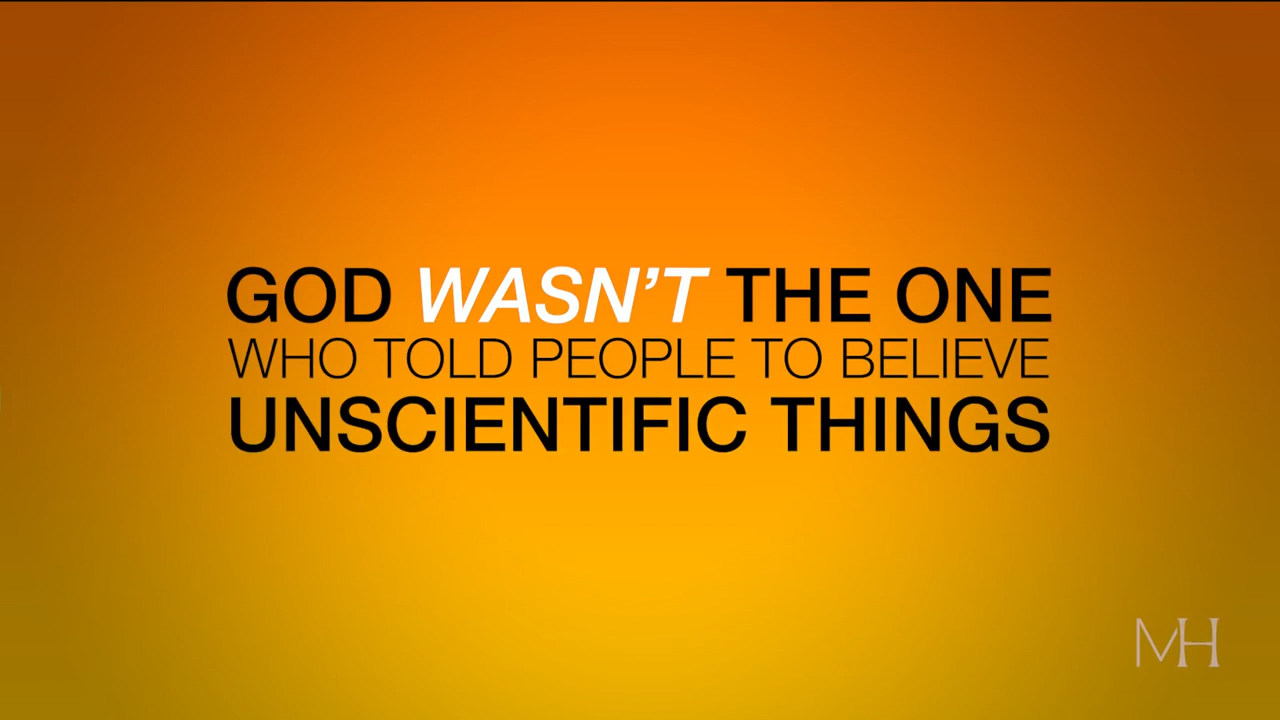 GOD WASN'T THE ONE
WHO TOLD PEOPLE TO BELIEVE
UNSCIENTIFIC THINGS
MH